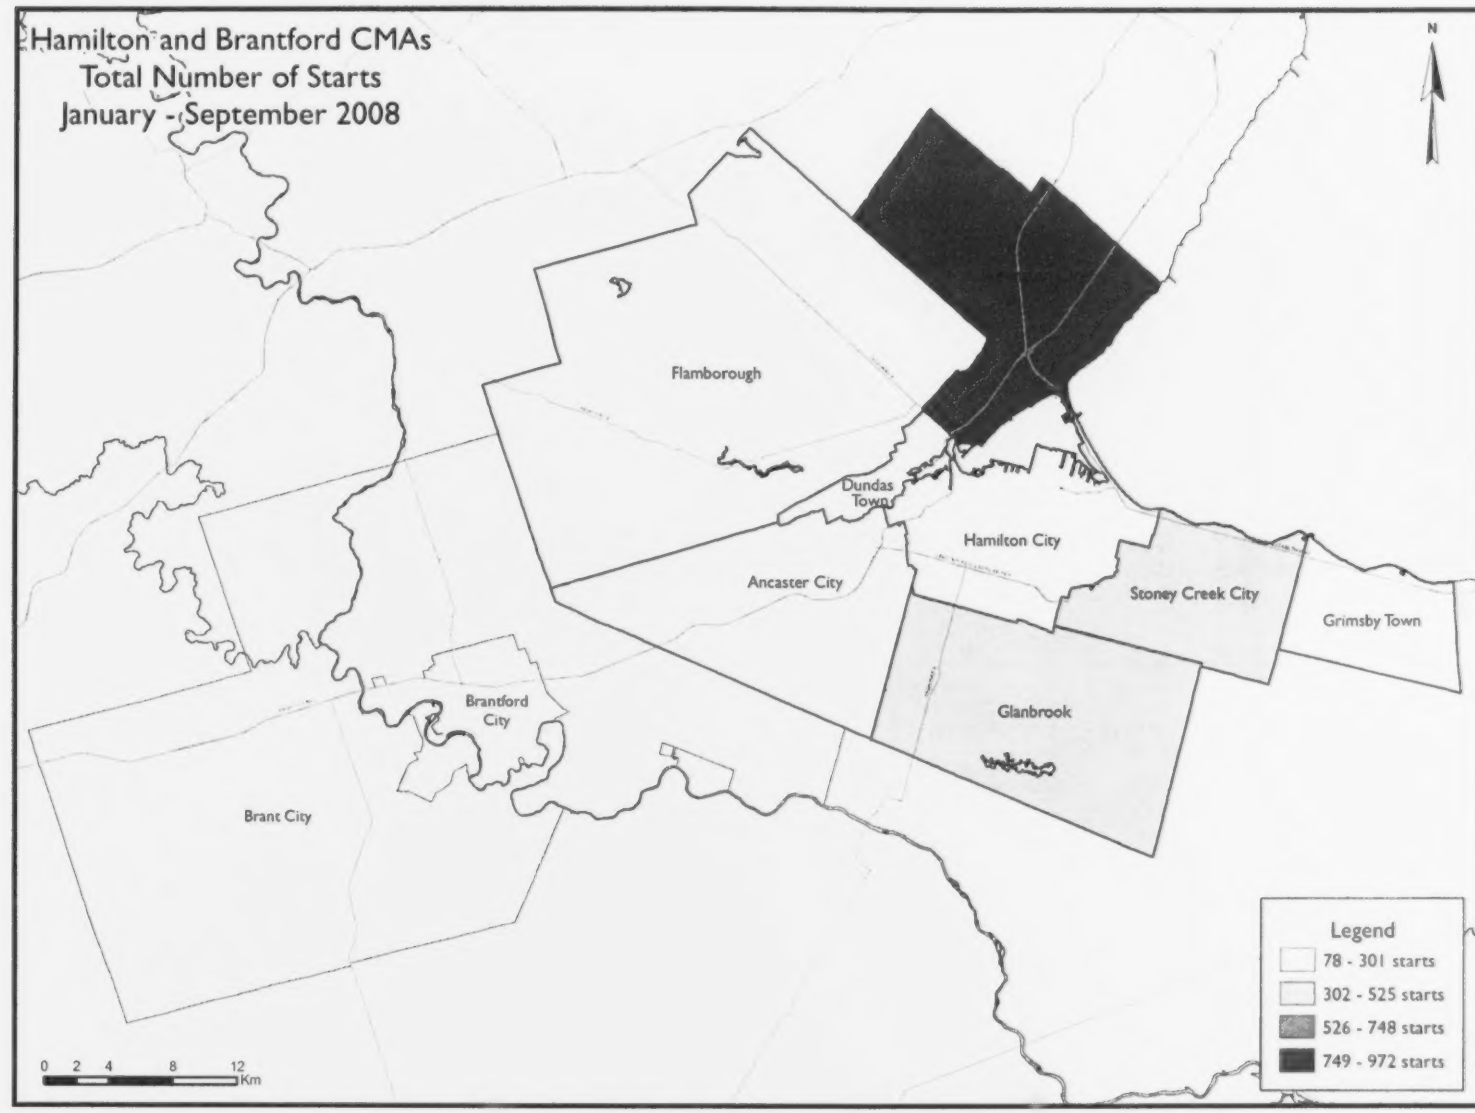 Hamilton and Brantford CMAs
Total Number of Starts
January - September 2008
N
Flamborough
Dundas
Town
Hamilton City
Ancaster City
Stoney Creek City
Grimsby Town
Brantford
City
Glanbrook
Brant City
Legend
78 - 301 starts
302 - 525 starts
526 - 748 starts
749 - 972 starts
0 2 4 8 12
Km